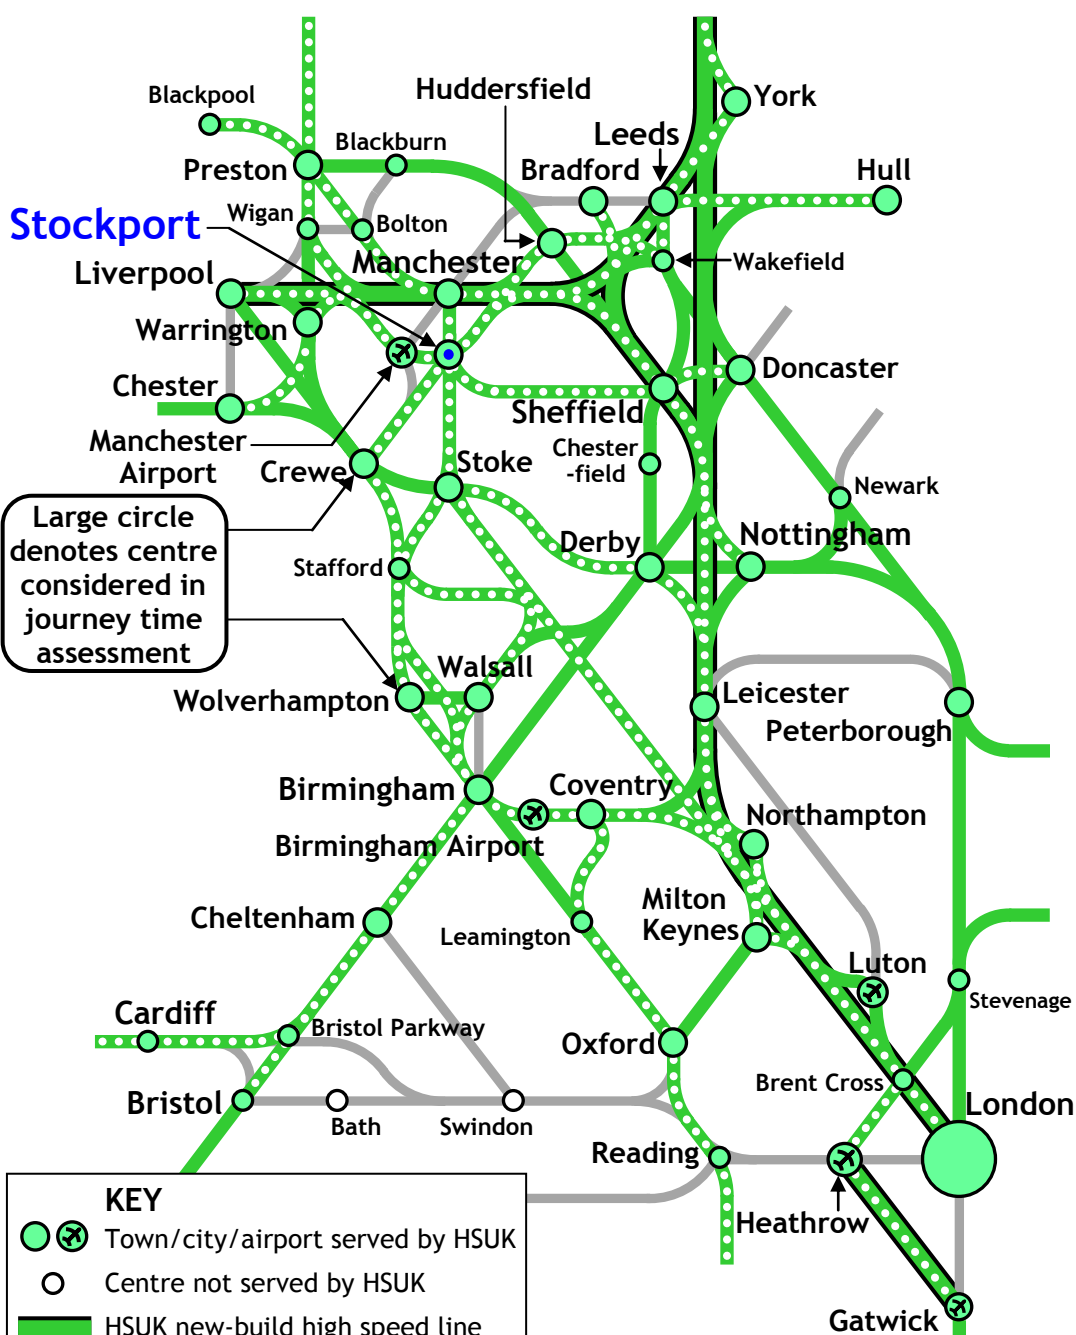 Huddersfield
Blackpool
York
Blackburn
Leeds
Preston
Bradford
Hull
Wigan
Stockport
Bolton
Manchester
Wakefield
Liverpool
Warrington
Doncaster
Chester
Sheffield
Manchester
Airport
Chester
-field
Crewe
Stoke
Newark
Large circle
denotes centre
considered in
journey time
assessment
Nottingham
Derby
Stafford
Walsall
Wolverhampton
Leicester
Peterborough
Birmingham
Coventry
Northampton
Birmingham Airport
Milton
Keynes
Cheltenham
Leamington
Luton
Stevenage
Cardiff
Bristol Parkway
Oxford
Brent Cross
London
Bristol
Bath
Swindon
Reading
Heathrow
Gatwick
KEY
Town/city/airport served by HSUK
Centre not served by HSUK
HSUK new-build high speed line